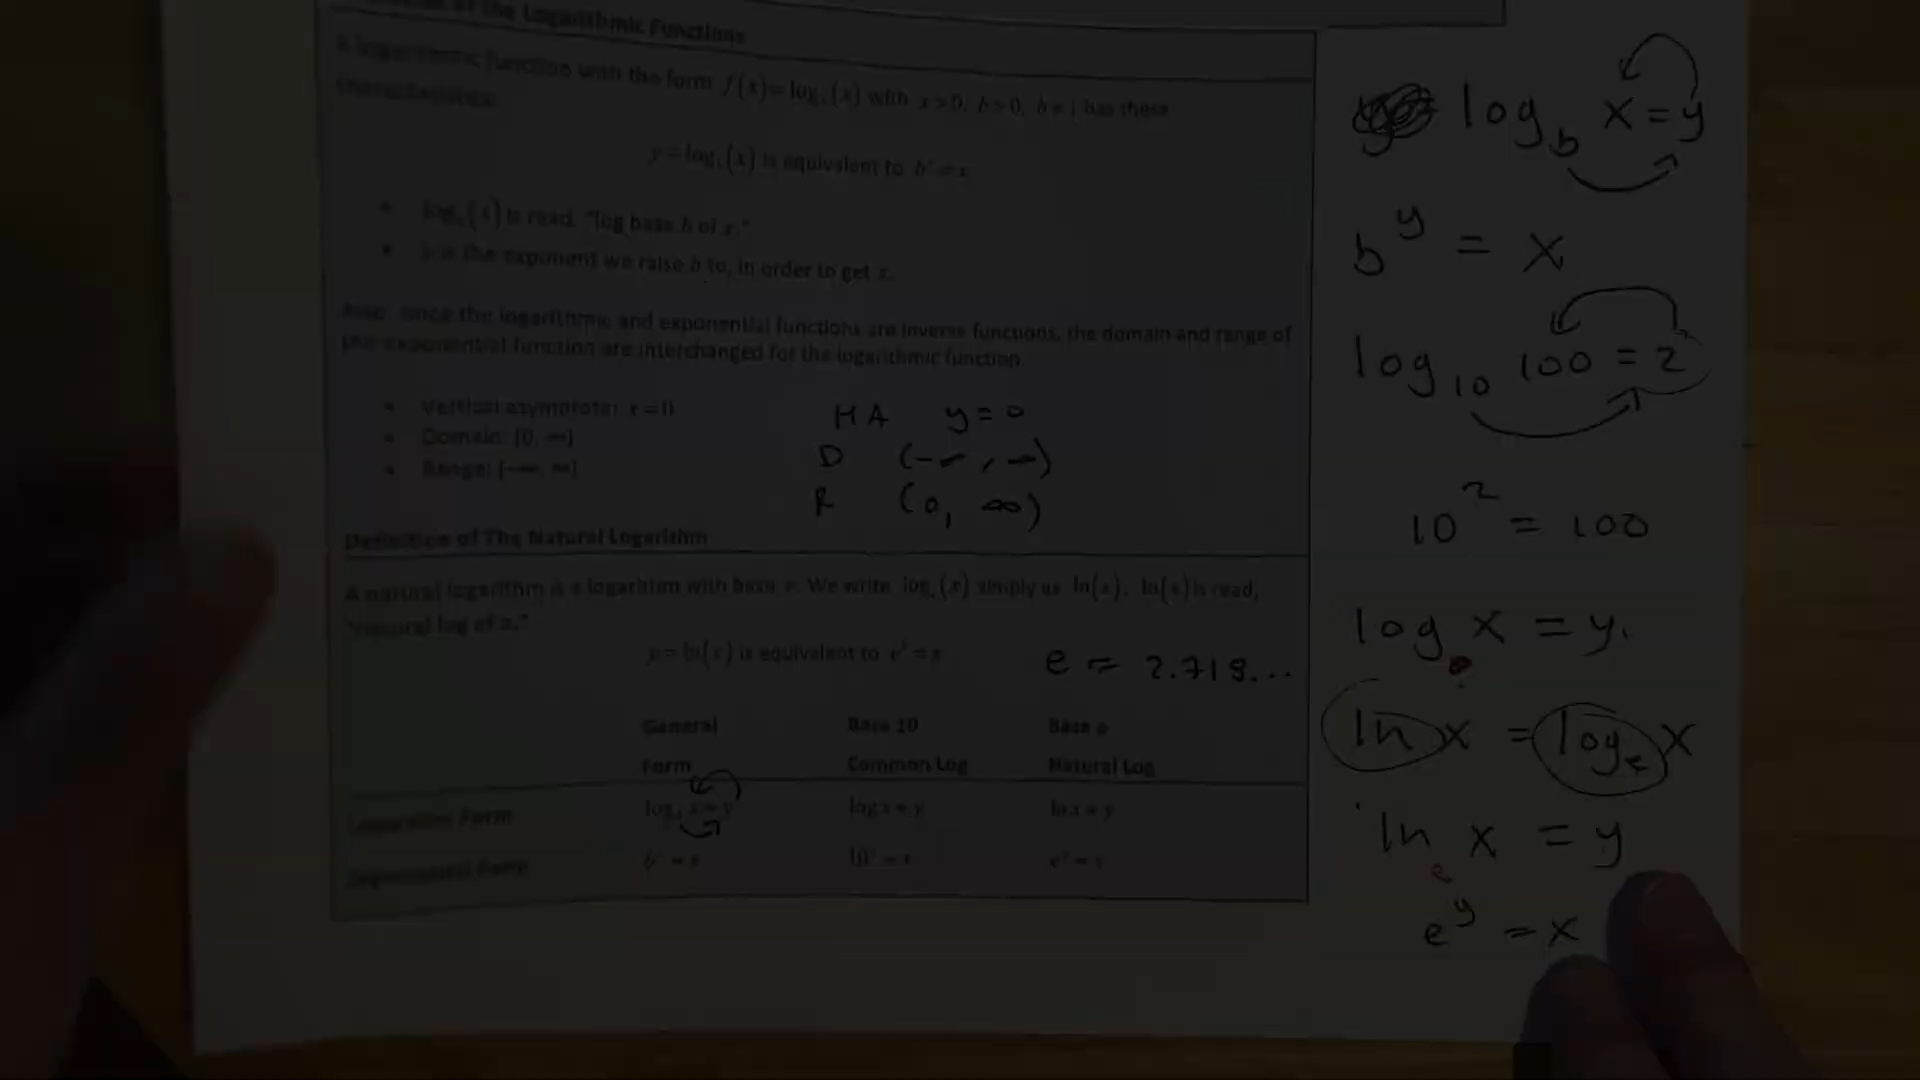 of the Logarithmic Functions
A logarithmic function with the form f(x)=log_b(x) with x>0, b>0, b≠1 has these
characteristics:
y=log_b(x) is equivalent to b^y=x
• log_b(x) is read, "log base b of x."
• y is the exponent we raise b to, in order to get x.
Also, since the logarithmic and exponential functions are inverse functions, the domain and range of
the exponential function are interchanged for the logarithmic function.
• Vertical asymptote: x=0
• Domain: (0, ∞)
• Range: (-∞, ∞)
HA y=0
D (-∞, ∞)
R (0, ∞)
Definition of The Natural Logarithm
A natural logarithm is a logarithm with base e. We write log_e(x) simply as ln(x). ln(x) is read,
"natural log of x."
y=ln(x) is equivalent to e^y=x
e ≈ 2.718...
General Base 10 Base e
Form Common Log Natural Log
Logarithm Form log_b x=y log x=y ln x=y
Exponential Form b^y=x 10^y=x e^y=x
log_b x=y
b^y = x
log_10 100 = 2
10^2 = 100
log x = y
ln x = log_e x
ln x = y
e
e^y = x